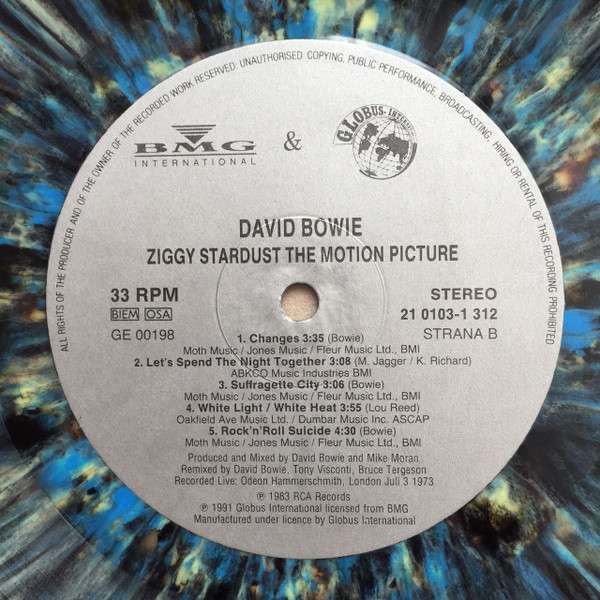 ALL RIGHTS OF THE PRODUCER AND OF THE OWNER OF THE RECORDED WORK RESERVED. UNAUTHORISED COPYING, PUBLIC PERFORMANCE, BROADCASTING, HIRING OR RENTAL OF THIS RECORDING PROHIBITED
BMG
INTERNATIONAL
&
GLOBUS-INTERN
DAVID BOWIE
ZIGGY STARDUST THE MOTION PICTURE
33 RPM STEREO
BIEM OSA 21 0103-1 312
GE 00198 STRANA B
1. Changes 3:35 (Bowie)
Moth Music / Jones Music / Fleur Music Ltd., BMI
2. Let's Spend The Night Together 3:08 (M. Jagger / K. Richard)
ABKCO Music Industries BMI
3. Suffragette City 3:06 (Bowie)
Moth Music / Jones Music / Fleur Music Ltd., BMI
4. White Light / White Heat 3:55 (Lou Reed)
Oakfield Ave Music Ltd. / Dumbar Music Inc. ASCAP
5. Rock'n'Roll Suicide 4:30 (Bowie)
Moth Music / Jones Music / Fleur Music Ltd., BMI
Produced and Mixed by David Bowie and Mike Moran
Remixed by David Bowie, Tony Visconti, Bruce Tergeson
Recorded Live: Odeon Hammerschmith, London Juli 3 1973
℗ 1983 RCA Records
℗ 1991 Globus International licensed from BMG
Manufactured under licence by Globus International